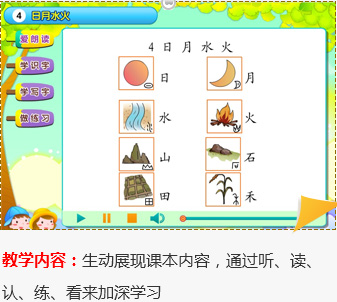 4 日月水火
爱朗读
学识字
学写字
做练习
4 日 月 水 火
日 月
水 火
山 石
田 禾
教学内容：生动展现课本内容，通过听、读、
认、练、看来加深学习